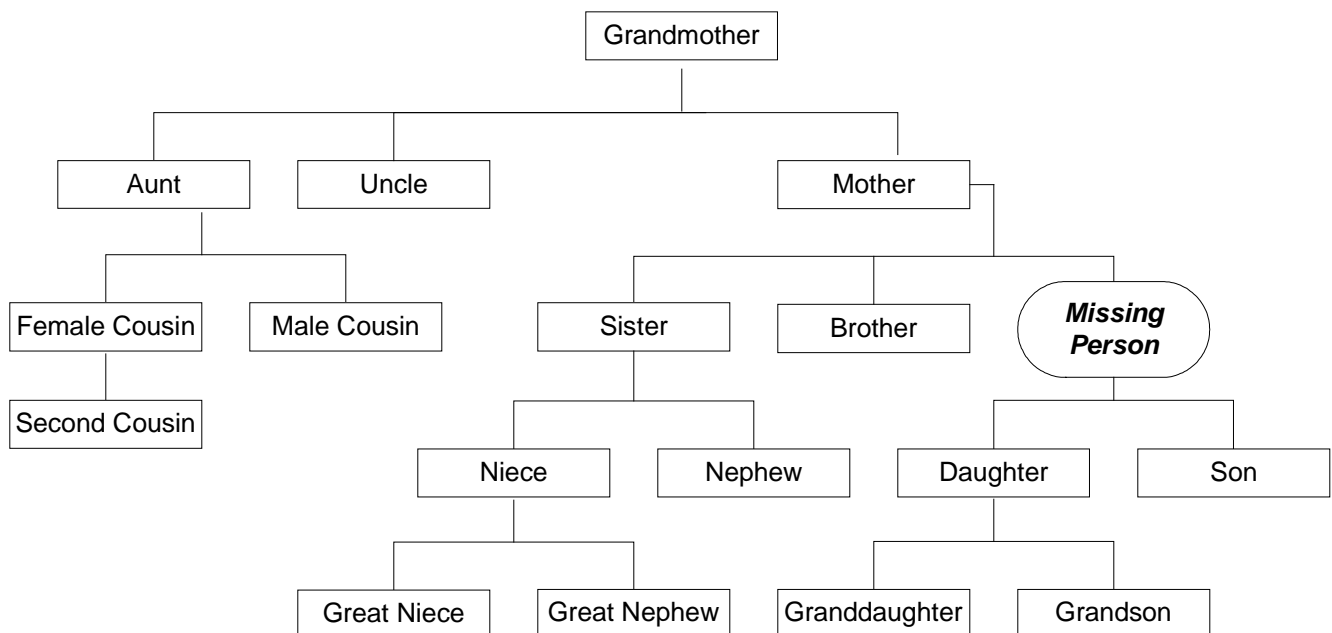 Grandmother
Aunt
Uncle
Mother
Female Cousin
Male Cousin
Sister
Brother
Missing
Person
Second Cousin
Niece
Nephew
Daughter
Son
Great Niece
Great Nephew
Granddaughter
Grandson